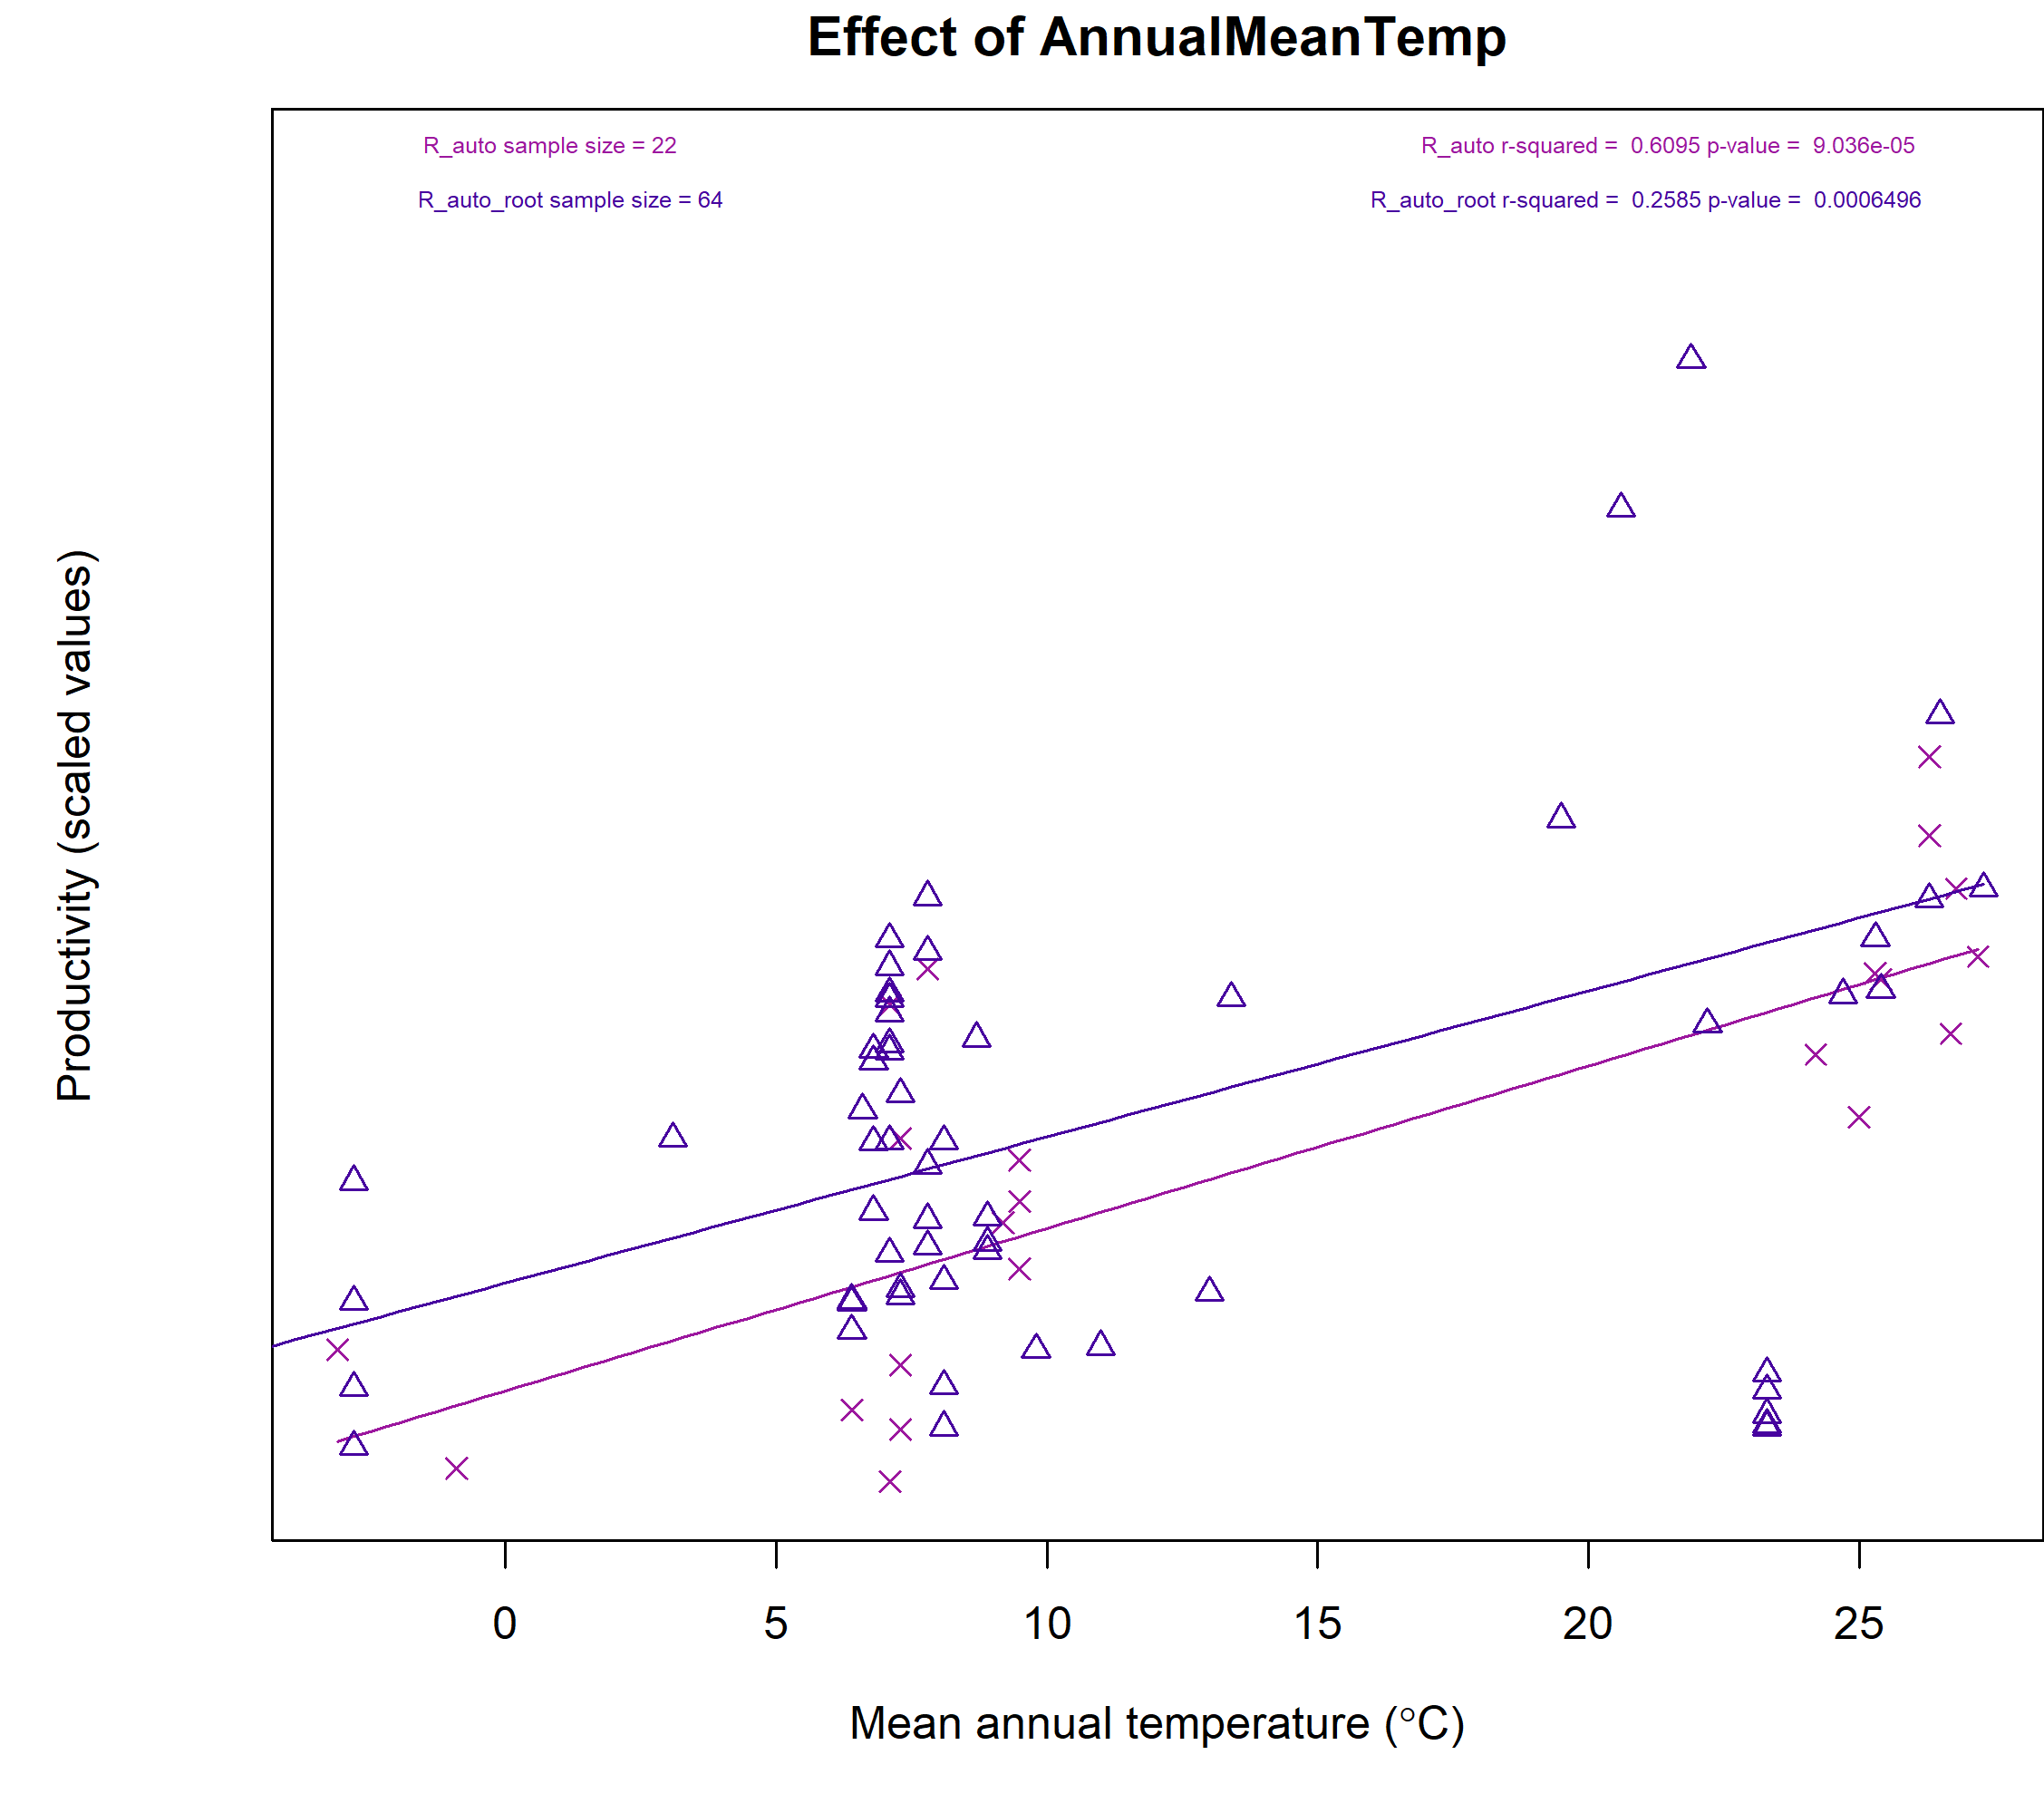 Effect of AnnualMeanTemp
R_auto sample size = 22
R_auto r-squared = 0.6095 p-value = 9.036e-05
R_auto_root sample size = 64
R_auto_root r-squared = 0.2585 p-value = 0.0006496
Productivity (scaled values)
0 5 10 15 20 25
Mean annual temperature (°C)